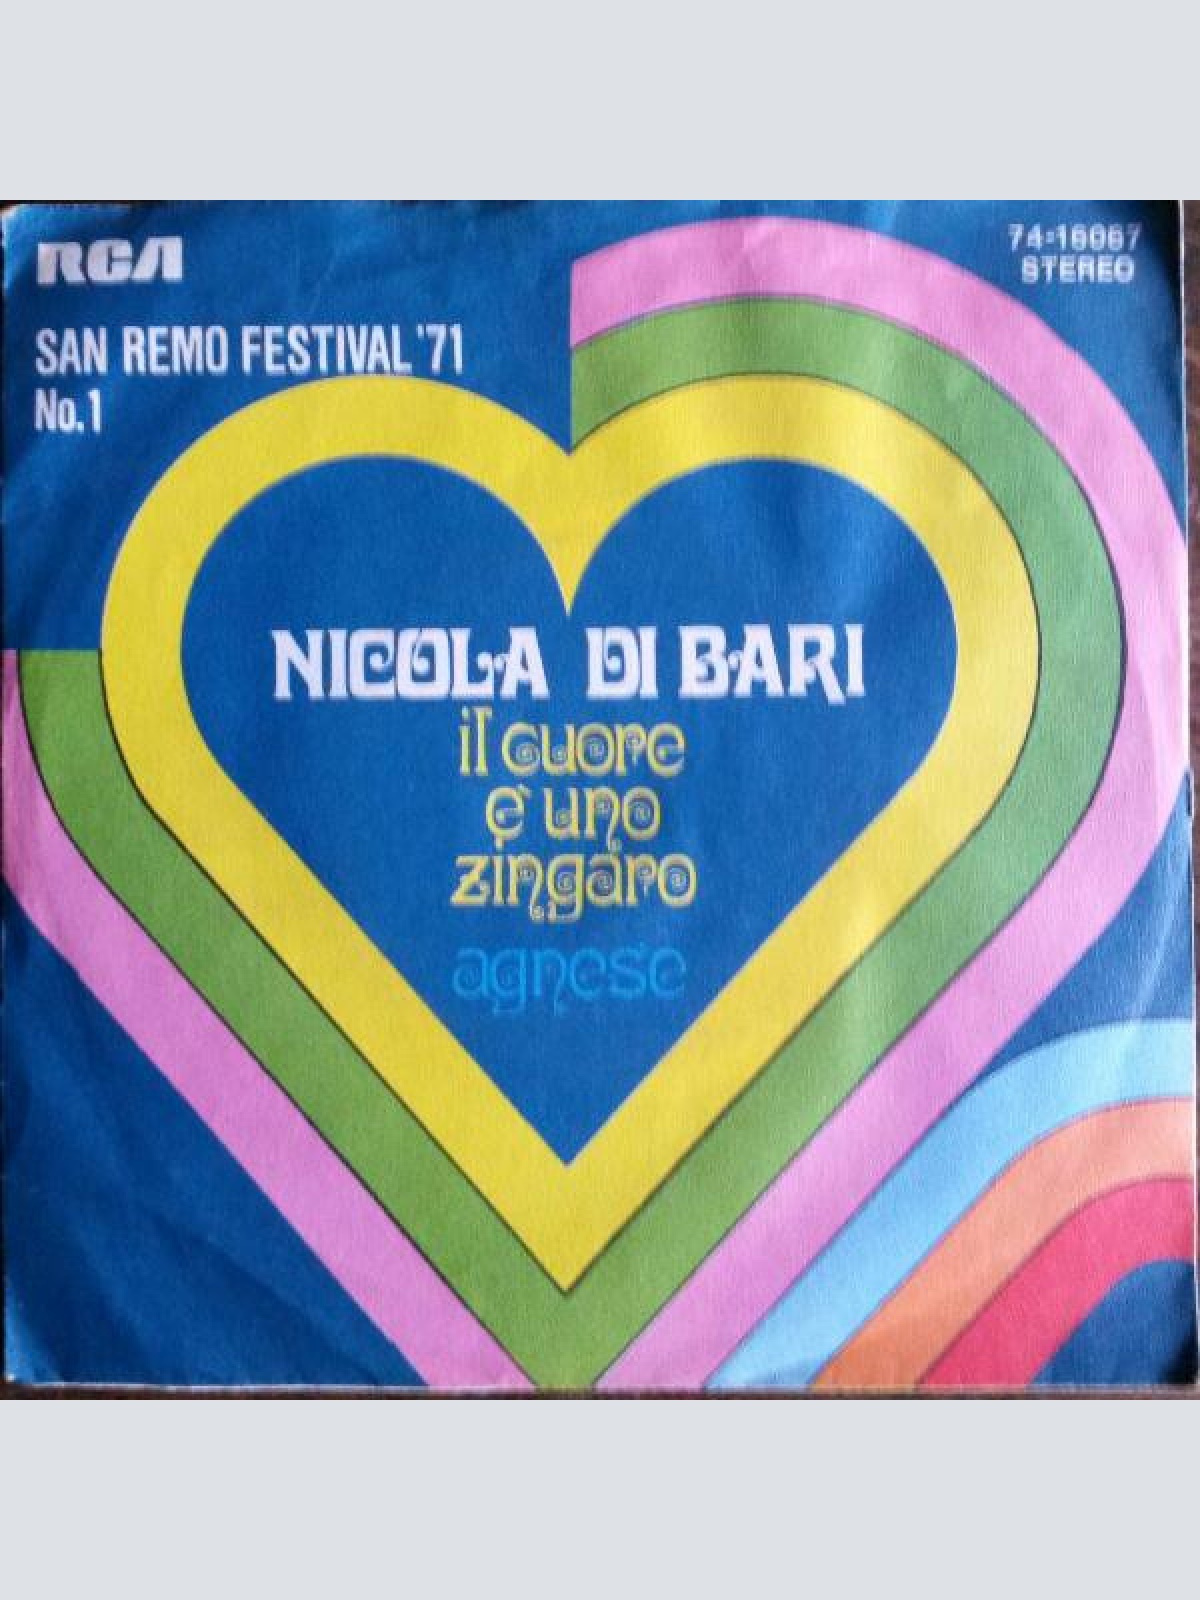 RCA
74-16067
STEREO
SAN REMO FESTIVAL '71
No.1
NICOLA DI BARI
il cuore
è uno
zingaro
agnese